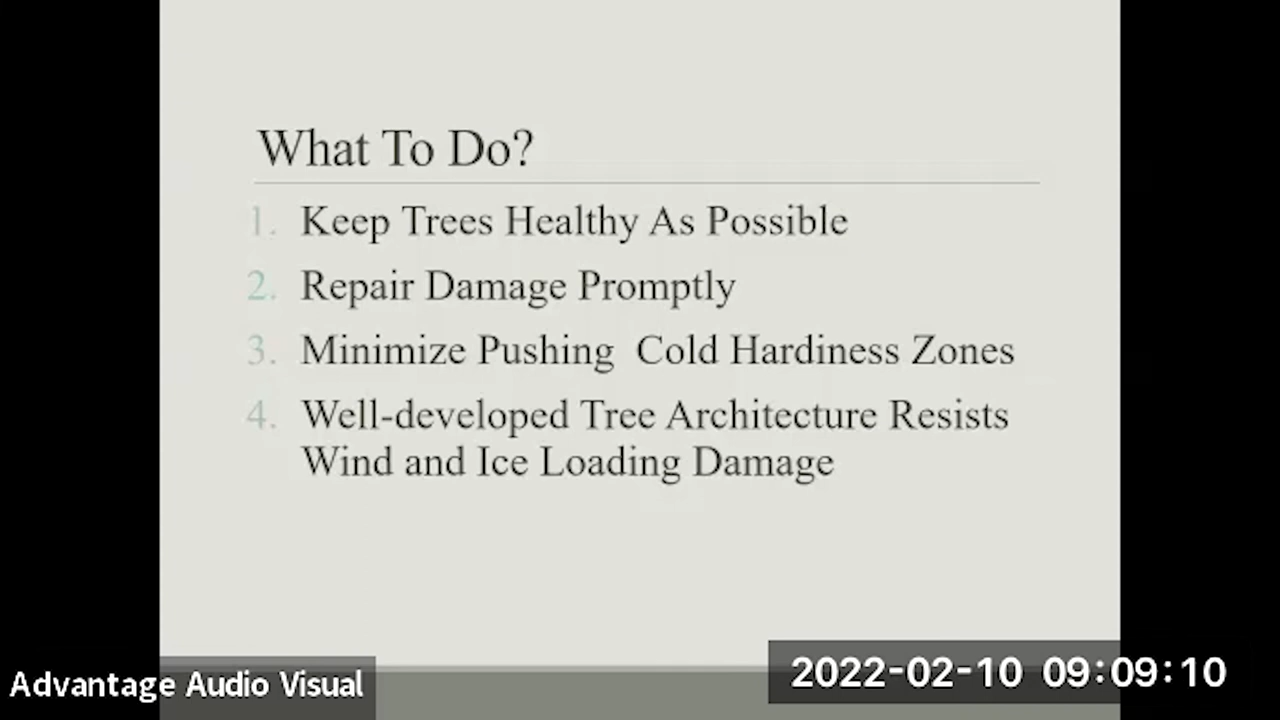 What To Do?
1. Keep Trees Healthy As Possible
2. Repair Damage Promptly
3. Minimize Pushing  Cold Hardiness Zones
4. Well-developed Tree Architecture Resists
Wind and Ice Loading Damage
Advantage Audio Visual
2022-02-10 09:09:10